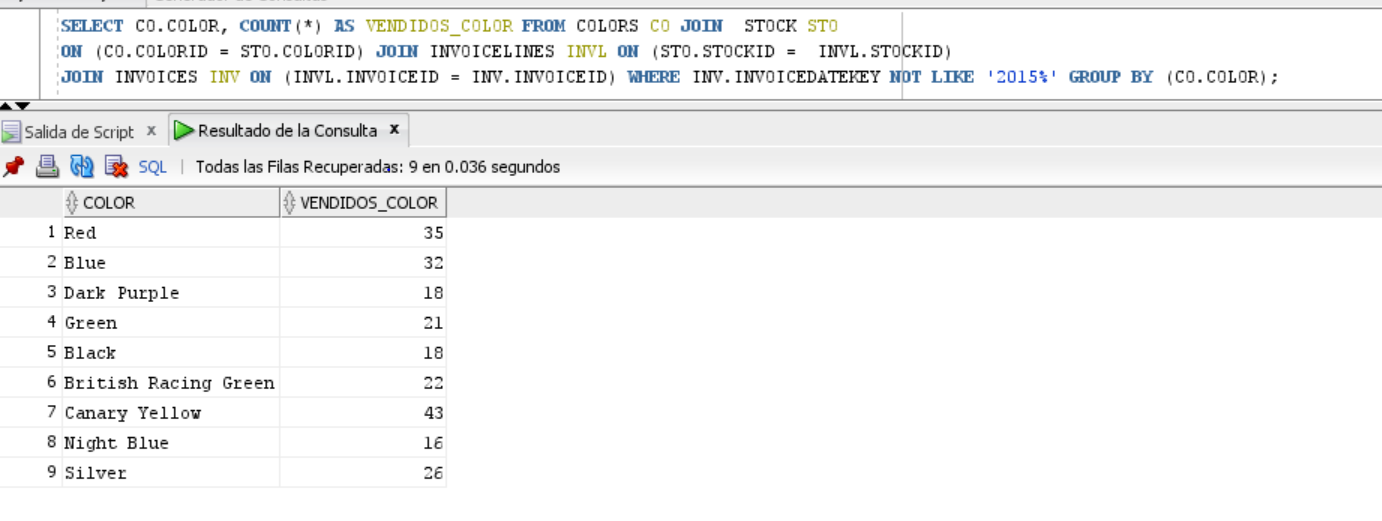 SELECT CO.COLOR, COUNT(*) AS VENDIDOS_COLOR FROM COLORS CO JOIN  STOCK STO
ON (CO.COLORID = STO.COLORID) JOIN INVOICELINES INVL ON (STO.STOCKID =  INVL.STOCKID)
JOIN INVOICES INV ON (INVL.INVOICEID = INV.INVOICEID) WHERE INV.INVOICEDATEKEY NOT LIKE '2015%' GROUP BY (CO.COLOR);
Salida de Script x Resultado de la Consulta x
SQL | Todas las Filas Recuperadas: 9 en 0.036 segundos
COLOR VENDIDOS_COLOR
1 Red 35
2 Blue 32
3 Dark Purple 18
4 Green 21
5 Black 18
6 British Racing Green 22
7 Canary Yellow 43
8 Night Blue 16
9 Silver 26